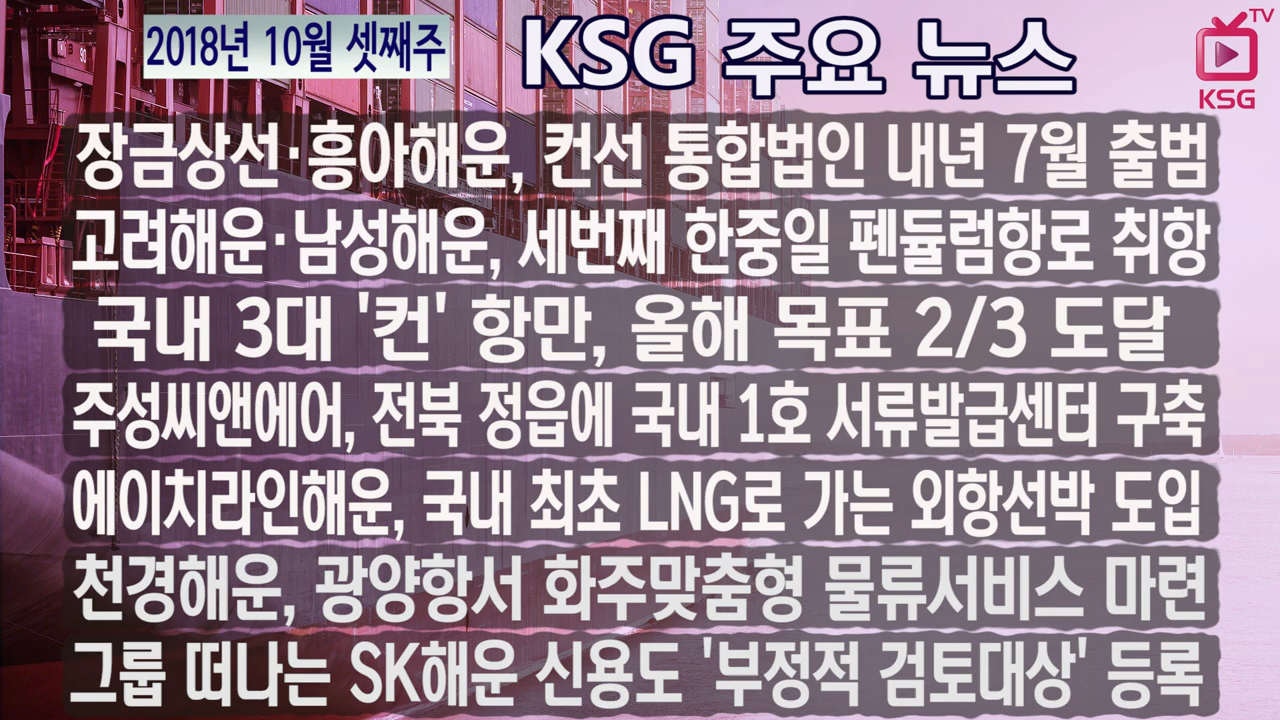 2018년 10월 셋째주
KSG 주요 뉴스
TV
KSG
장금상선·흥아해운, 컨선 통합법인 내년 7월 출범
고려해운·남성해운, 세번째 한중일 펜듈럼항로 취항
국내 3대 '컨' 항만, 올해 목표 2/3 도달
주성씨앤에어, 전북 정읍에 국내 1호 서류발급센터 구축
에이치라인해운, 국내 최초 LNG로 가는 외항선박 도입
천경해운, 광양항서 화주맞춤형 물류서비스 마련
그룹 떠나는 SK해운 신용도 '부정적 검토대상' 등록